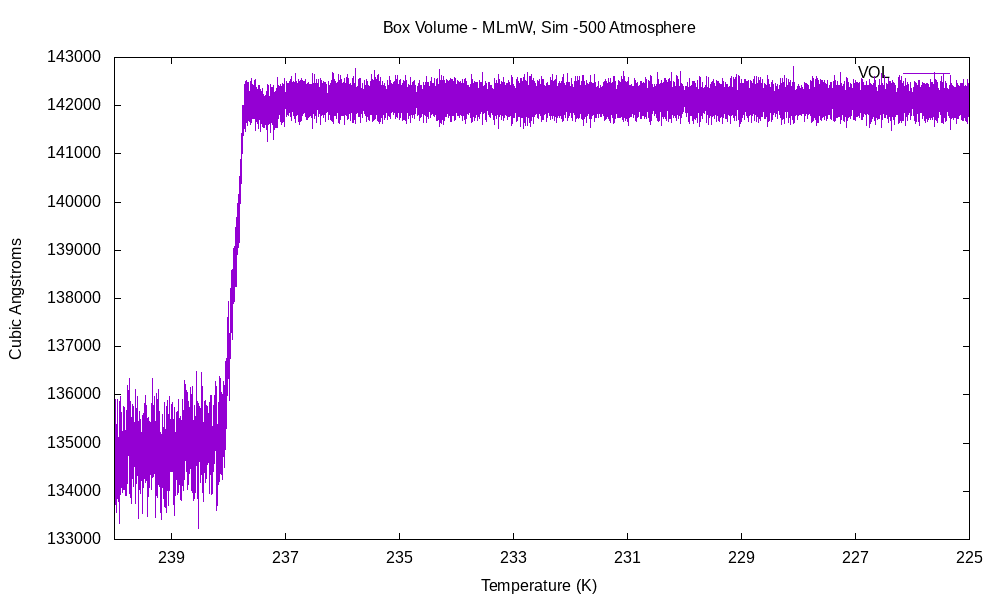 Box Volume - MLmW, Sim -500 Atmosphere
VOL
143000
142000
141000
140000
139000
138000
137000
136000
135000
134000
133000
Cubic Angstroms
239 237 235 233 231 229 227 225
Temperature (K)